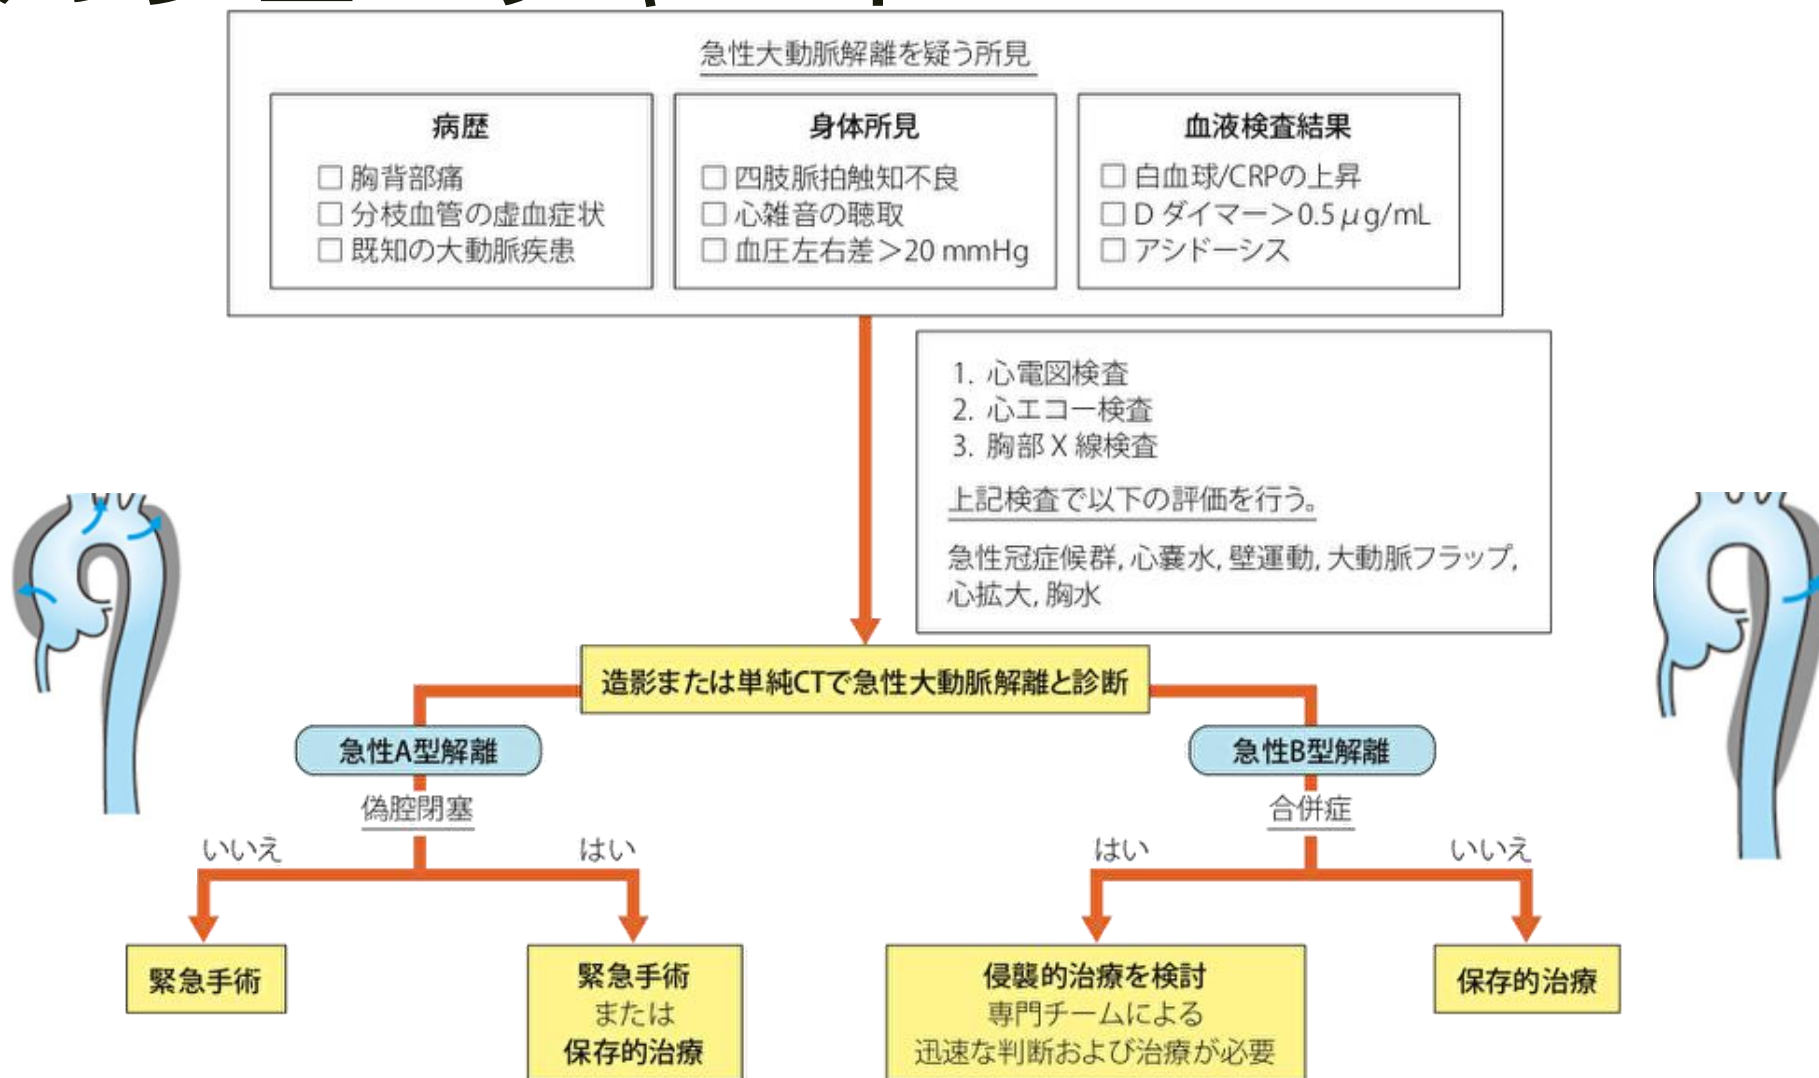 急性大動脈解離を疑う所見
病歴
□ 胸背部痛
□ 分枝血管の虚血症状
□ 既知の大動脈疾患
身体所見
□ 四肢脈拍触知不良
□ 心雑音の聴取
□ 血圧左右差＞20 mmHg
血液検査結果
□ 白血球/CRPの上昇
□ D ダイマー＞0.5 μg/mL
□ アシドーシス
1. 心電図検査
2. 心エコー検査
3. 胸部 X 線検査
上記検査で以下の評価を行う。
急性冠症候群, 心嚢水, 壁運動, 大動脈フラップ,
心拡大, 胸水
造影または単純CTで急性大動脈解離と診断
急性A型解離
偽腔閉塞
いいえ
はい
緊急手術
緊急手術
または
保存的治療
急性B型解離
合併症
はい
いいえ
侵襲的治療を検討
専門チームによる
迅速な判断および治療が必要
保存的治療